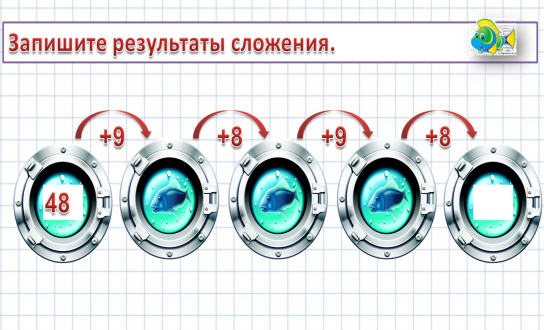 Запишите результаты сложения.
+9 +8 +9 +8
48